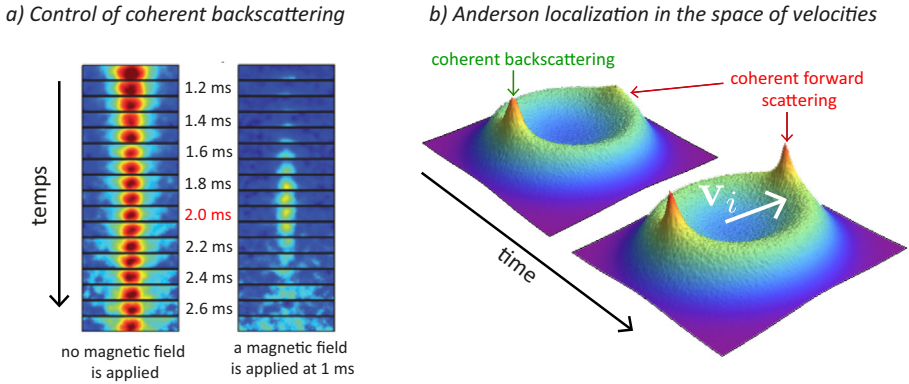 a) Control of coherent backscattering
temps
1.2 ms
1.4 ms
1.6 ms
1.8 ms
2.0 ms
2.2 ms
2.4 ms
2.6 ms
no magnetic field
is applied
a magnetic field
is applied at 1 ms
b) Anderson localization in the space of velocities
coherent backscattering
coherent forward
scattering
v_i
time